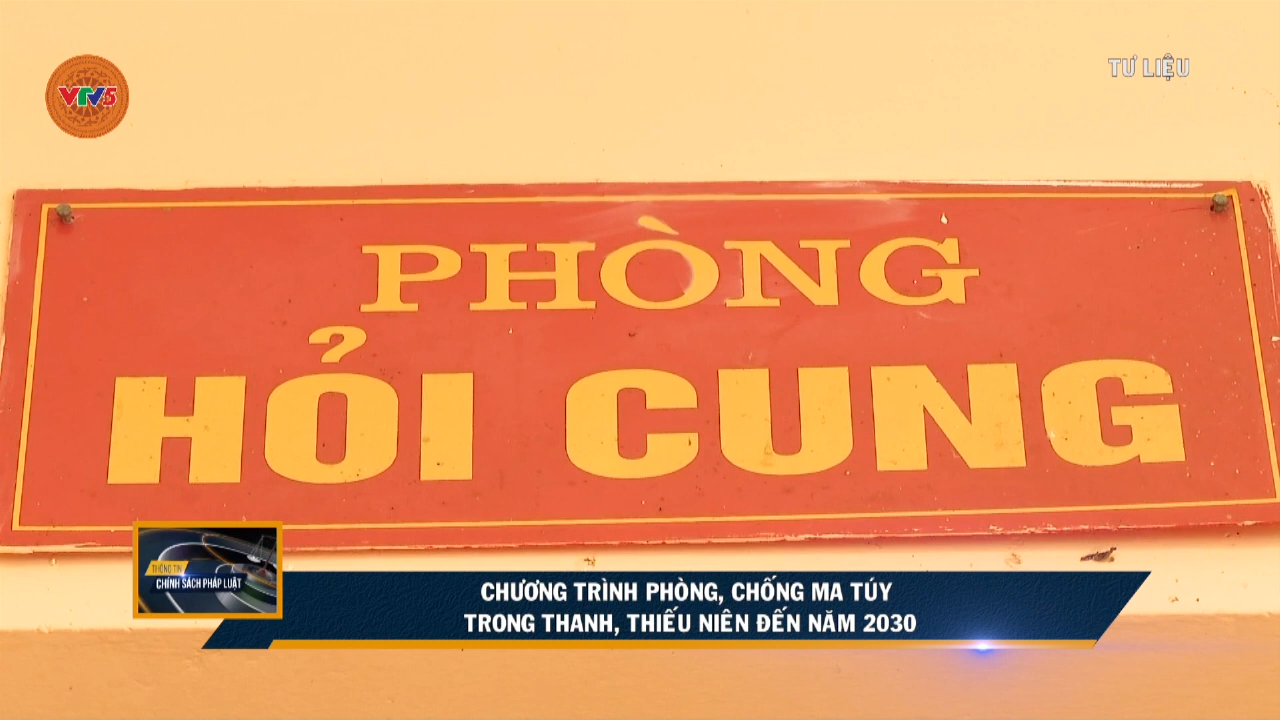 VTV5
TƯ LIỆU
PHÒNG
HỎI CUNG
THÔNG TIN
CHÍNH SÁCH PHÁP LUẬT
CHƯƠNG TRÌNH PHÒNG, CHỐNG MA TÚY
TRONG THANH, THIẾU NIÊN ĐẾN NĂM 2030